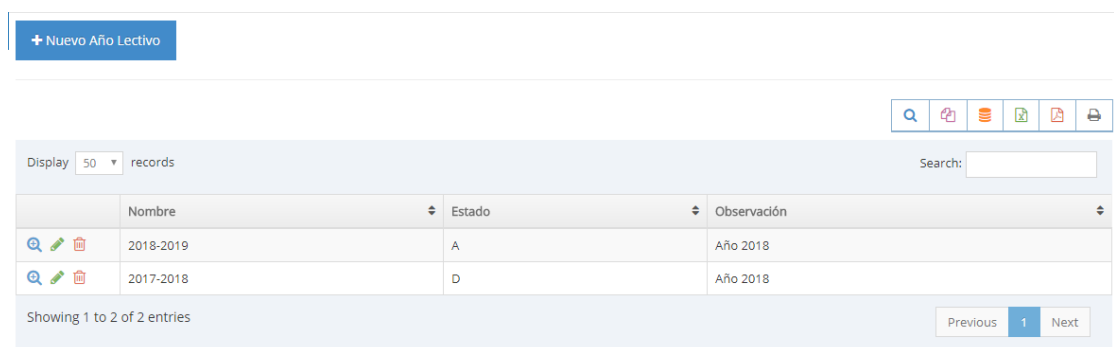 + Nuevo Año Lectivo
Display 50 records Search:
Nombre Estado Observación
2018-2019 A Año 2018
2017-2018 D Año 2018
Showing 1 to 2 of 2 entries Previous 1 Next